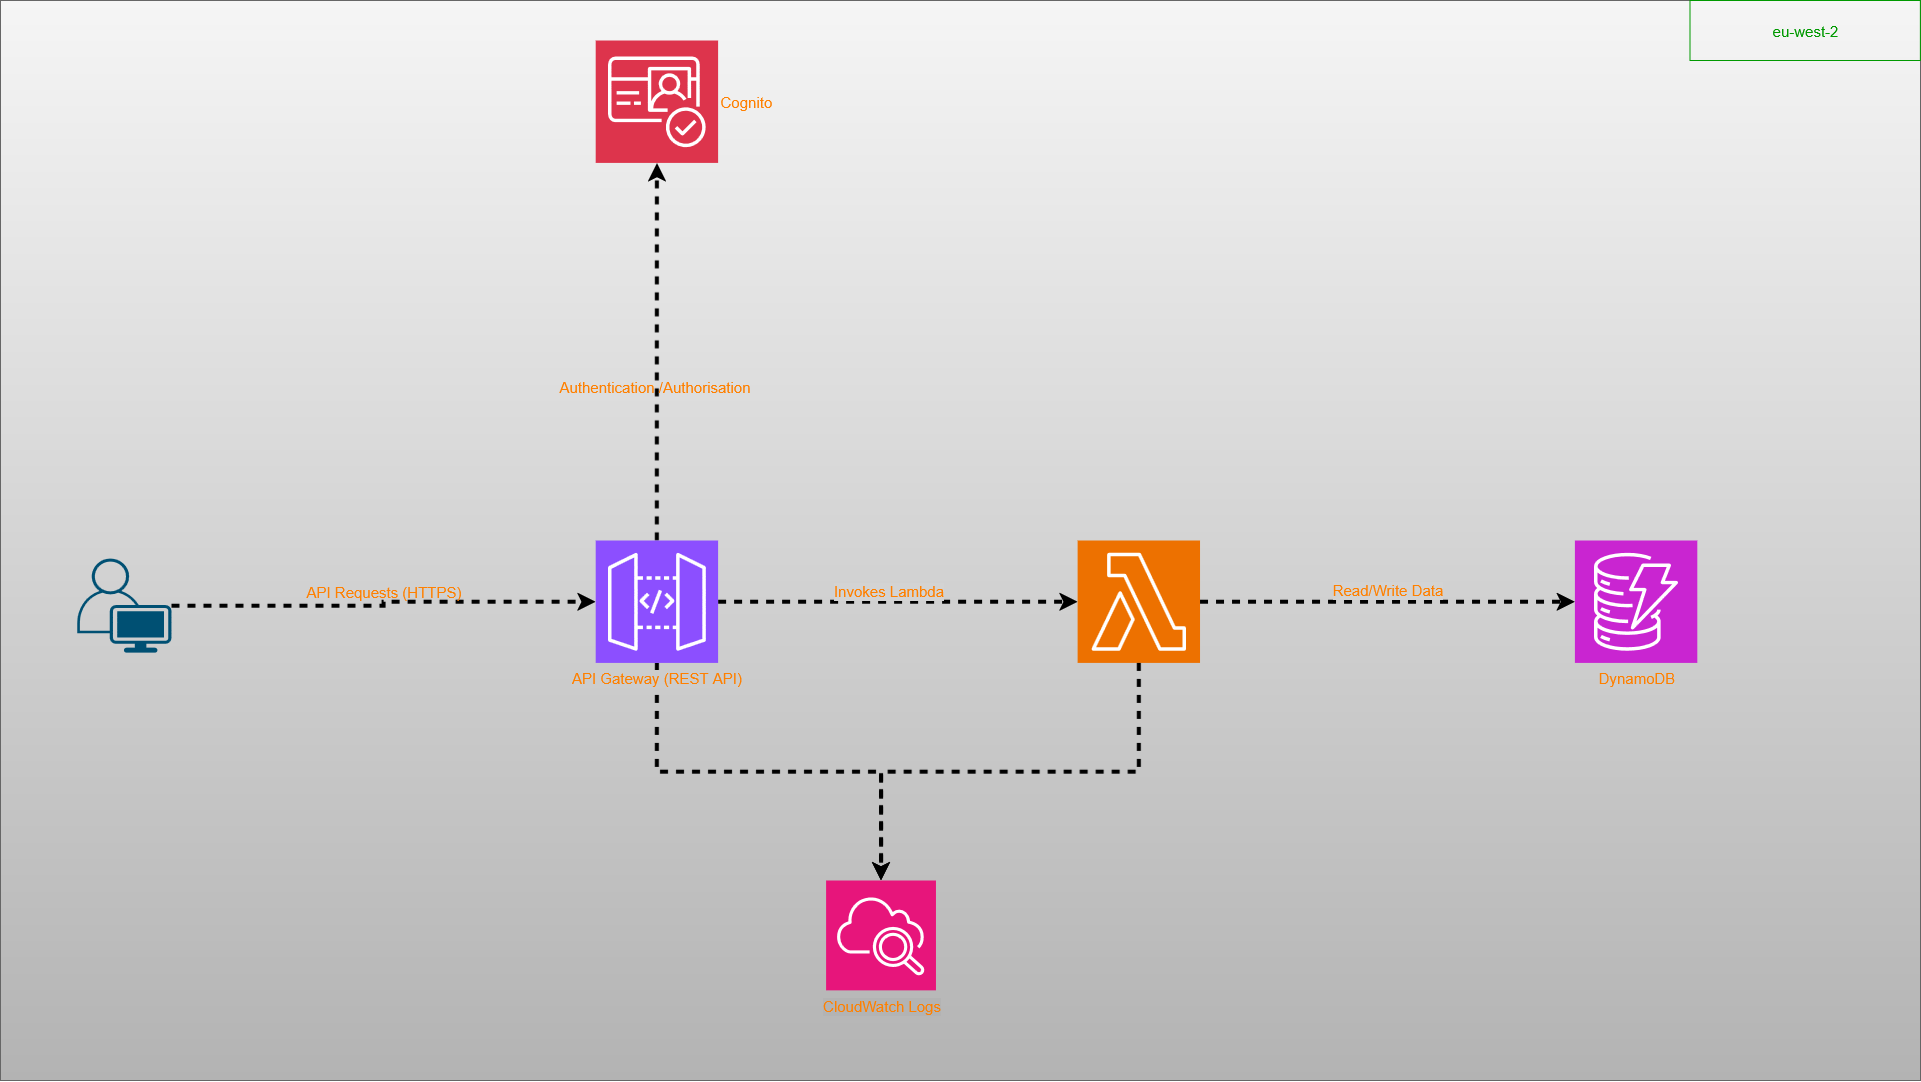 eu-west-2
Cognito
Authentication /Authorisation
API Requests (HTTPS)
Invokes Lambda
Read/Write Data
API Gateway (REST API)
DynamoDB
CloudWatch Logs